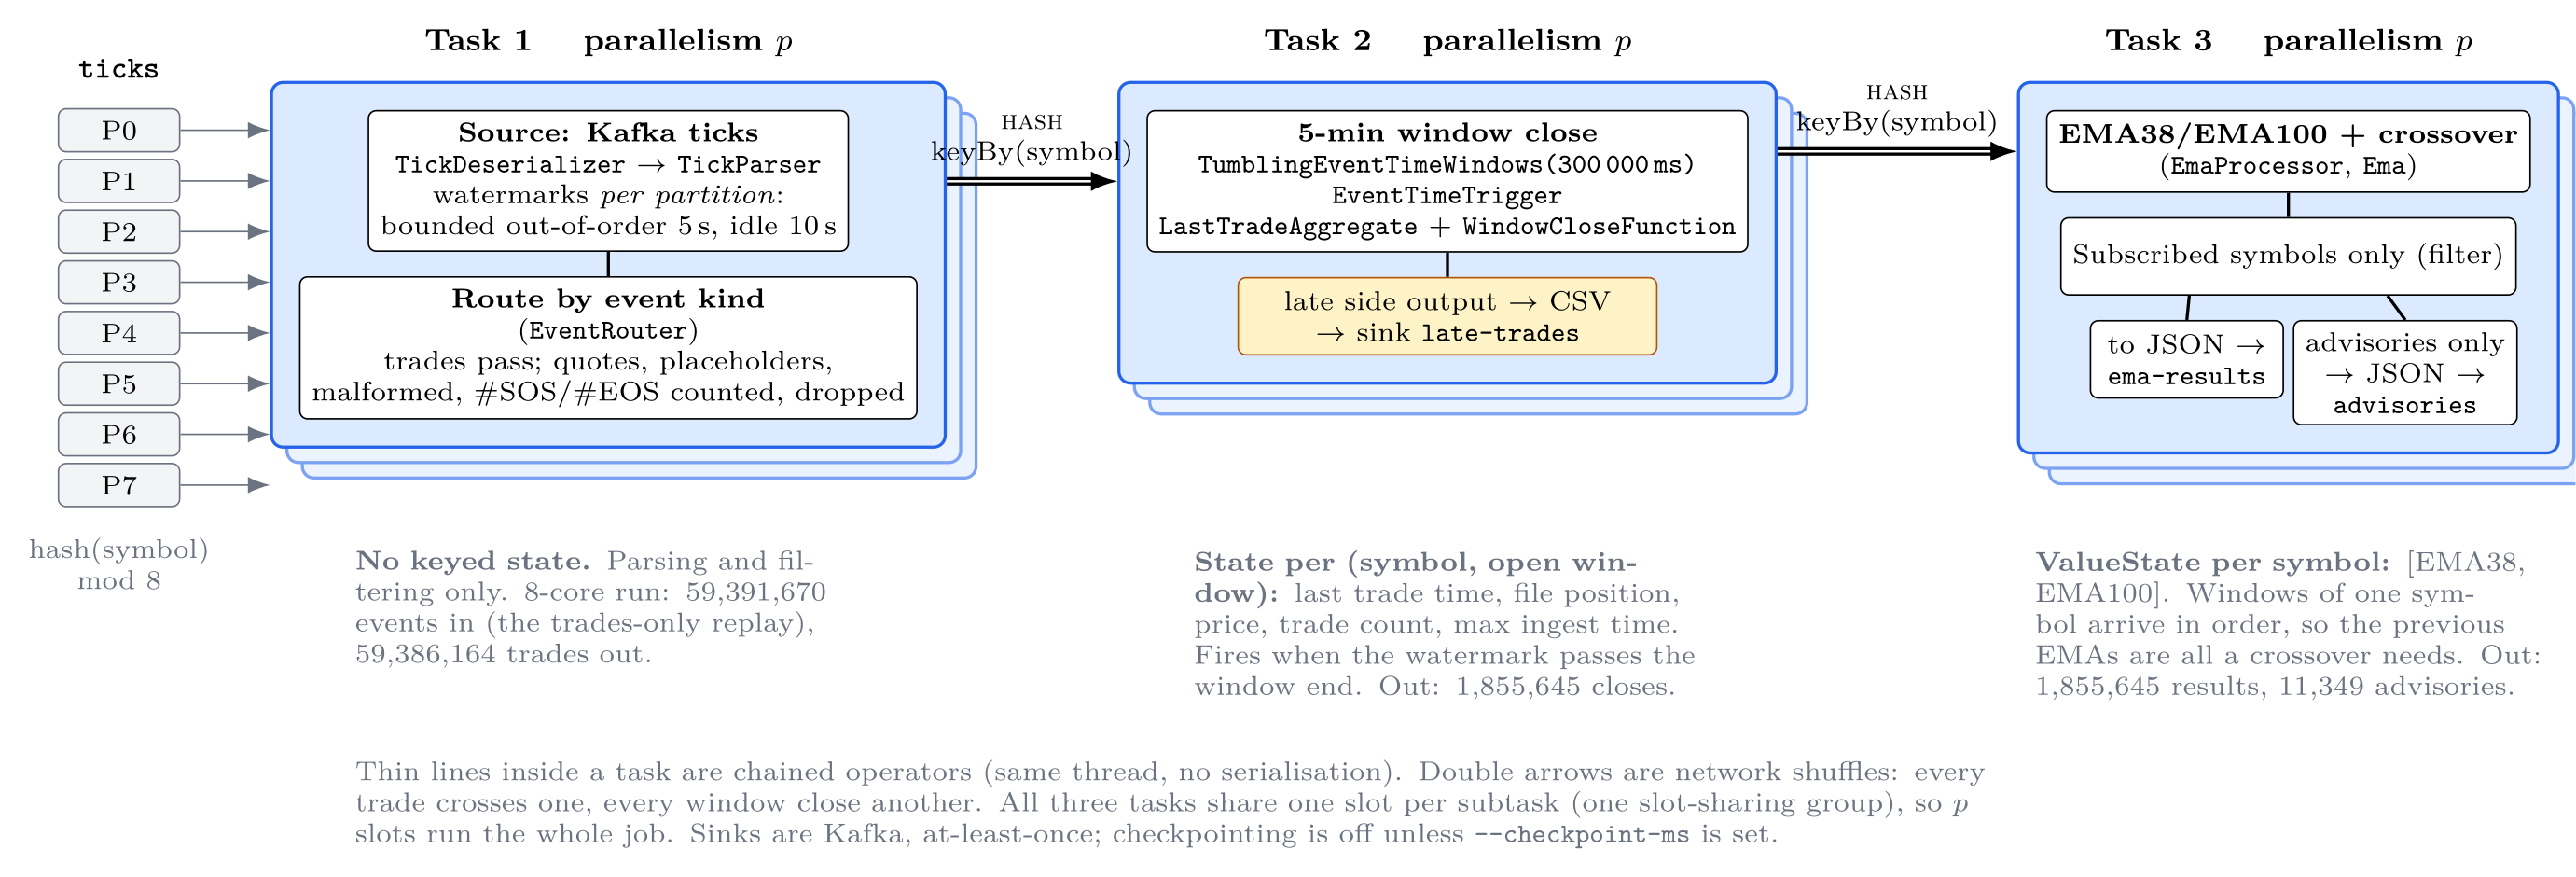 ticks
P0
P1
P2
P3
P4
P5
P6
P7
hash(symbol)
mod 8
Task 1 parallelism p
Source: Kafka ticks
TickDeserializer → TickParser
watermarks per partition:
bounded out-of-order 5 s, idle 10 s
Route by event kind
(EventRouter)
trades pass; quotes, placeholders,
malformed, #SOS/#EOS counted, dropped
No keyed state. Parsing and fil-
tering only. 8-core run: 59,391,670
events in (the trades-only replay),
59,386,164 trades out.
HASH
keyBy(symbol)
Task 2 parallelism p
5-min window close
TumblingEventTimeWindows(300 000 ms)
EventTimeTrigger
LastTradeAggregate + WindowCloseFunction
late side output → CSV
→ sink late-trades
State per (symbol, open win-
dow): last trade time, file position,
price, trade count, max ingest time.
Fires when the watermark passes the
window end. Out: 1,855,645 closes.
HASH
keyBy(symbol)
Task 3 parallelism p
EMA38/EMA100 + crossover
(EmaProcessor, Ema)
Subscribed symbols only (filter)
to JSON →
ema-results
advisories only
→ JSON →
advisories
ValueState per symbol: [EMA38,
EMA100]. Windows of one sym-
bol arrive in order, so the previous
EMAs are all a crossover needs. Out:
1,855,645 results, 11,349 advisories.
Thin lines inside a task are chained operators (same thread, no serialisation). Double arrows are network shuffles: every
trade crosses one, every window close another. All three tasks share one slot per subtask (one slot-sharing group), so p
slots run the whole job. Sinks are Kafka, at-least-once; checkpointing is off unless --checkpoint-ms is set.